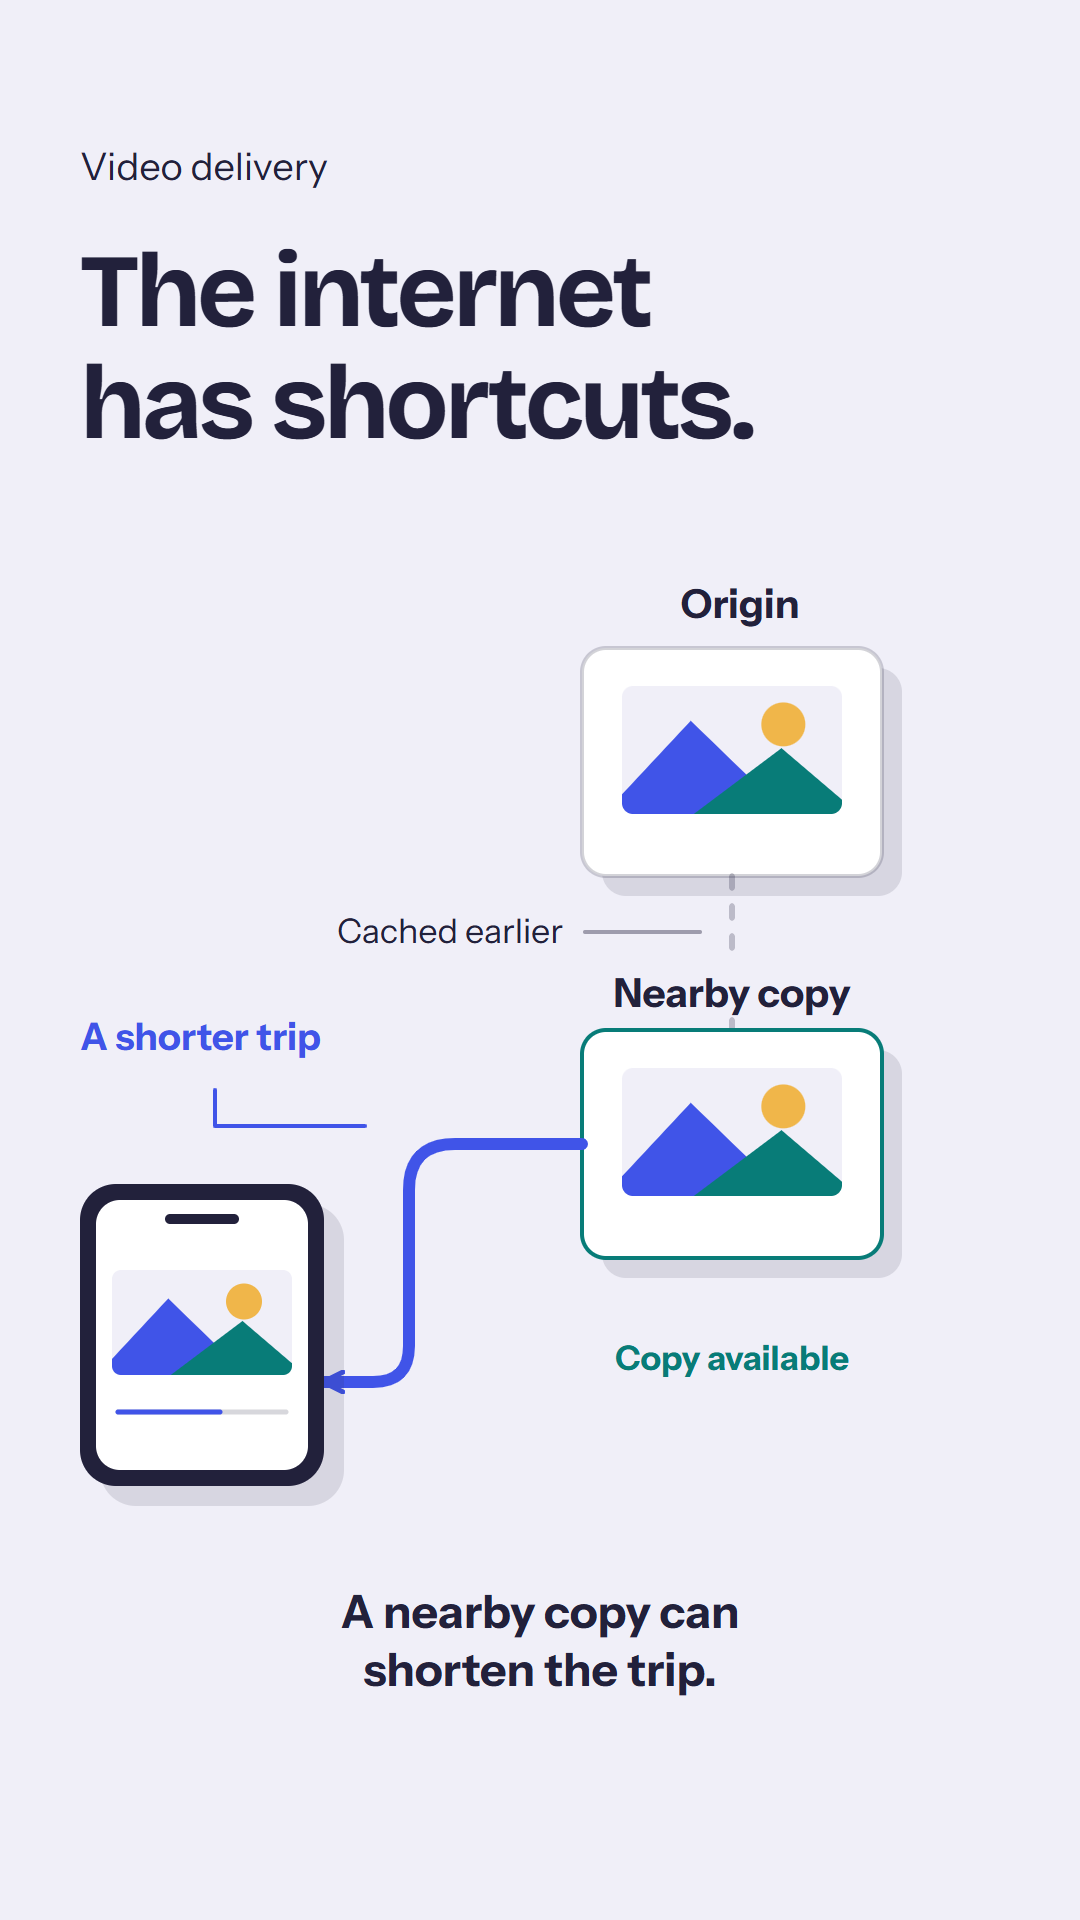 Video delivery
The internet
has shortcuts.
Origin
Cached earlier
Nearby copy
A shorter trip
Copy available
A nearby copy can
shorten the trip.